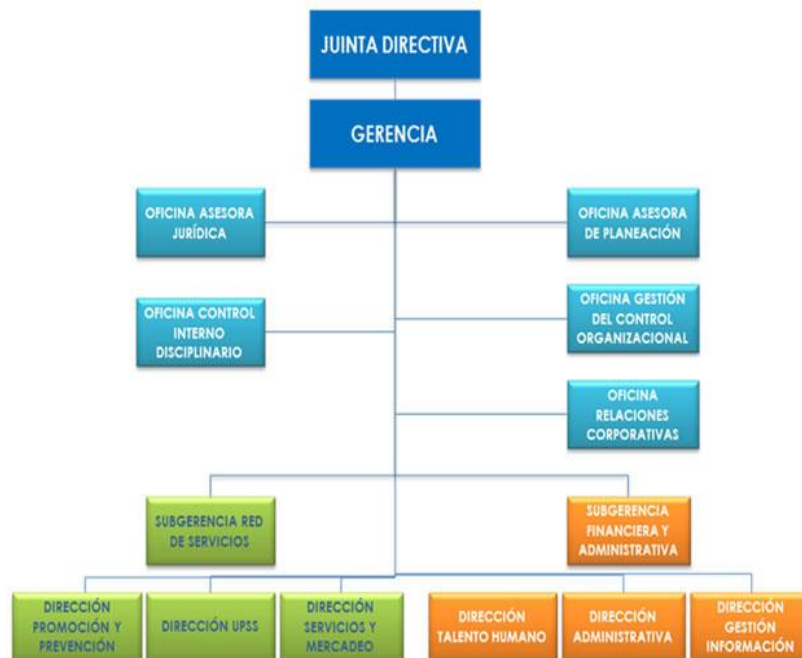 JUINTA DIRECTIVA
GERENCIA
OFICINA ASESORA
JURÍDICA
OFICINA ASESORA
DE PLANEACIÓN
OFICINA CONTROL
INTERNO
DISCIPLINARIO
OFICINA GESTIÓN
DEL CONTROL
ORGANIZACIONAL
OFICINA
RELACIONES
CORPORATIVAS
SUBGERENCIA RED
DE SERVICIOS
SUBGERENCIA
FINANCIERA Y
ADMINISTRATIVA
DIRECCIÓN
PROMOCIÓN Y
PREVENCIÓN
DIRECCIÓN UPSS
DIRECCIÓN
SERVICIOS Y
MERCADEO
DIRECCIÓN
TALENTO HUMANO
DIRECCIÓN
ADMINISTRATIVA
DIRECCIÓN
GESTIÓN
INFORMACIÓN